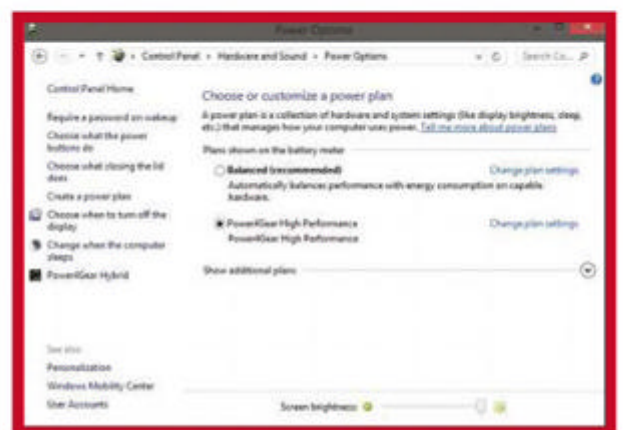 Power Options
Control Panel Hardware and Sound Power Options
Search Co...
Control Panel Home
Choose or customize a power plan
Require a password on wakeup
A power plan is a collection of hardware and system settings (like display brightness, sleep,
etc.) that manages how your computer uses power. Tell me more about power plans
Choose what the power
buttons do
Plans shown on the battery meter
Choose what closing the lid
does
Balanced (recommended) Change plan settings
Automatically balances performance with energy consumption on capable
hardware.
Create a power plan
Choose when to turn off the
display
Power4Gear High Performance Change plan settings
Power4Gear High Performance
Change when the computer
sleeps
Power4Gear Hybrid
Show additional plans
See also
Personalization
Windows Mobility Center
User Accounts
Screen brightness: